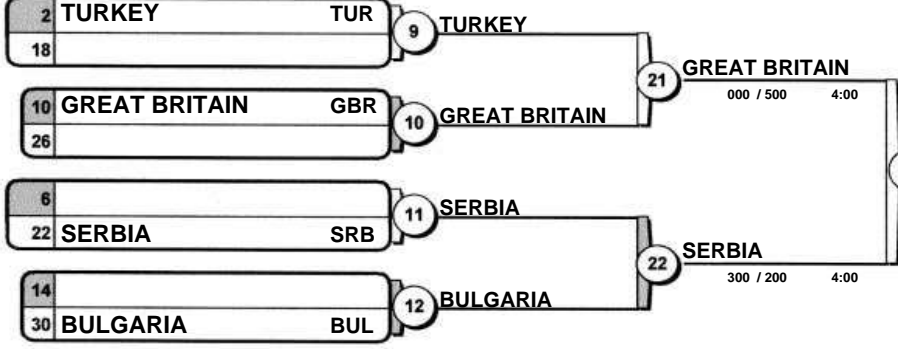 2 TURKEY TUR
18
9 TURKEY
10 GREAT BRITAIN GBR
26
10 GREAT BRITAIN
21 GREAT BRITAIN
000 / 500 4:00
6
22 SERBIA SRB
11 SERBIA
14
30 BULGARIA BUL
12 BULGARIA
22 SERBIA
300 / 200 4:00